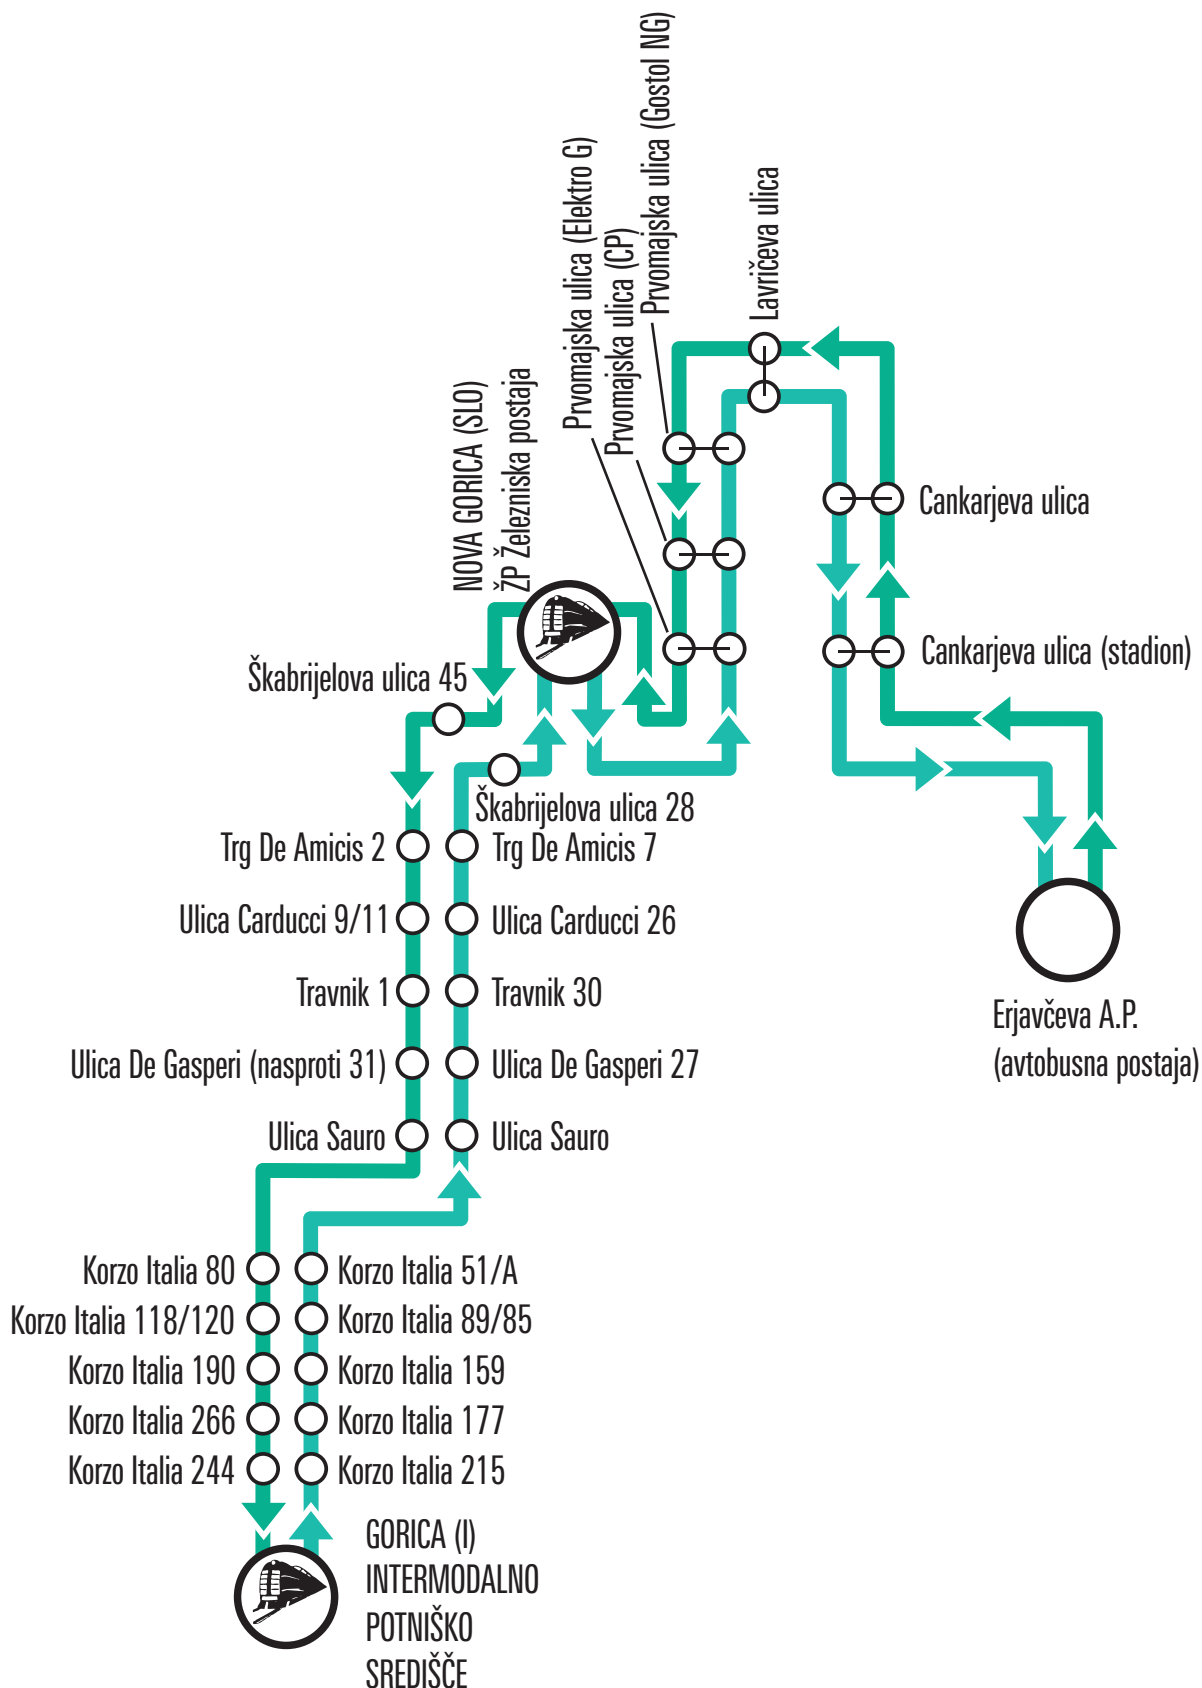 Prvomajska ulica (Gostol NG)
Prvomajska ulica (Elektro G)
Prvomajska ulica (CP)
Lavričeva ulica
NOVA GORICA (SLO)
ŽP Železniska postaja
Cankarjeva ulica
Cankarjeva ulica (stadion)
Škabrijelova ulica 45
Škabrijelova ulica 28
Trg De Amicis 2
Trg De Amicis 7
Ulica Carducci 9/11
Ulica Carducci 26
Travnik 1
Travnik 30
Erjavčeva A.P.
(avtobusna postaja)
Ulica De Gasperi (nasproti 31)
Ulica De Gasperi 27
Ulica Sauro
Ulica Sauro
Korzo Italia 80
Korzo Italia 51/A
Korzo Italia 118/120
Korzo Italia 89/85
Korzo Italia 190
Korzo Italia 159
Korzo Italia 266
Korzo Italia 177
Korzo Italia 244
Korzo Italia 215
GORICA (I)
INTERMODALNO
POTNIŠKO
SREDIŠČE